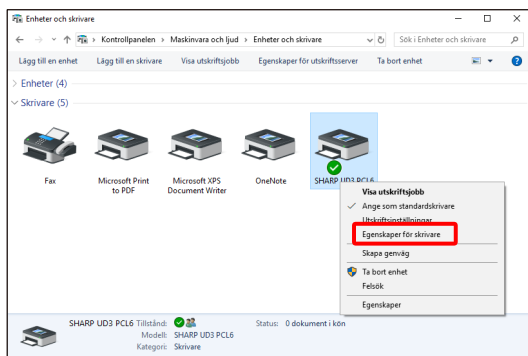 Enheter och skrivare
Kontrollpanelen › Maskinvara och ljud › Enheter och skrivare
Sök i Enheter och skrivare
Lägg till en enhet Lägg till en skrivare Visa utskriftsjobb Egenskaper för utskriftsserver Ta bort enhet
Enheter (4)
Skrivare (5)
Fax
Microsoft Print
to PDF
Microsoft XPS
Document Writer
OneNote
SHARP UD3 PCL6
Visa utskriftsjobb
Ange som standardskrivare
Utskriftsinställningar
Egenskaper för skrivare
Skapa genväg
Ta bort enhet
Felsök
Egenskaper
SHARP UD3 PCL6 Tillstånd: Status: 0 dokument i kön
Modell: SHARP UD3 PCL6
Kategori: Skrivare